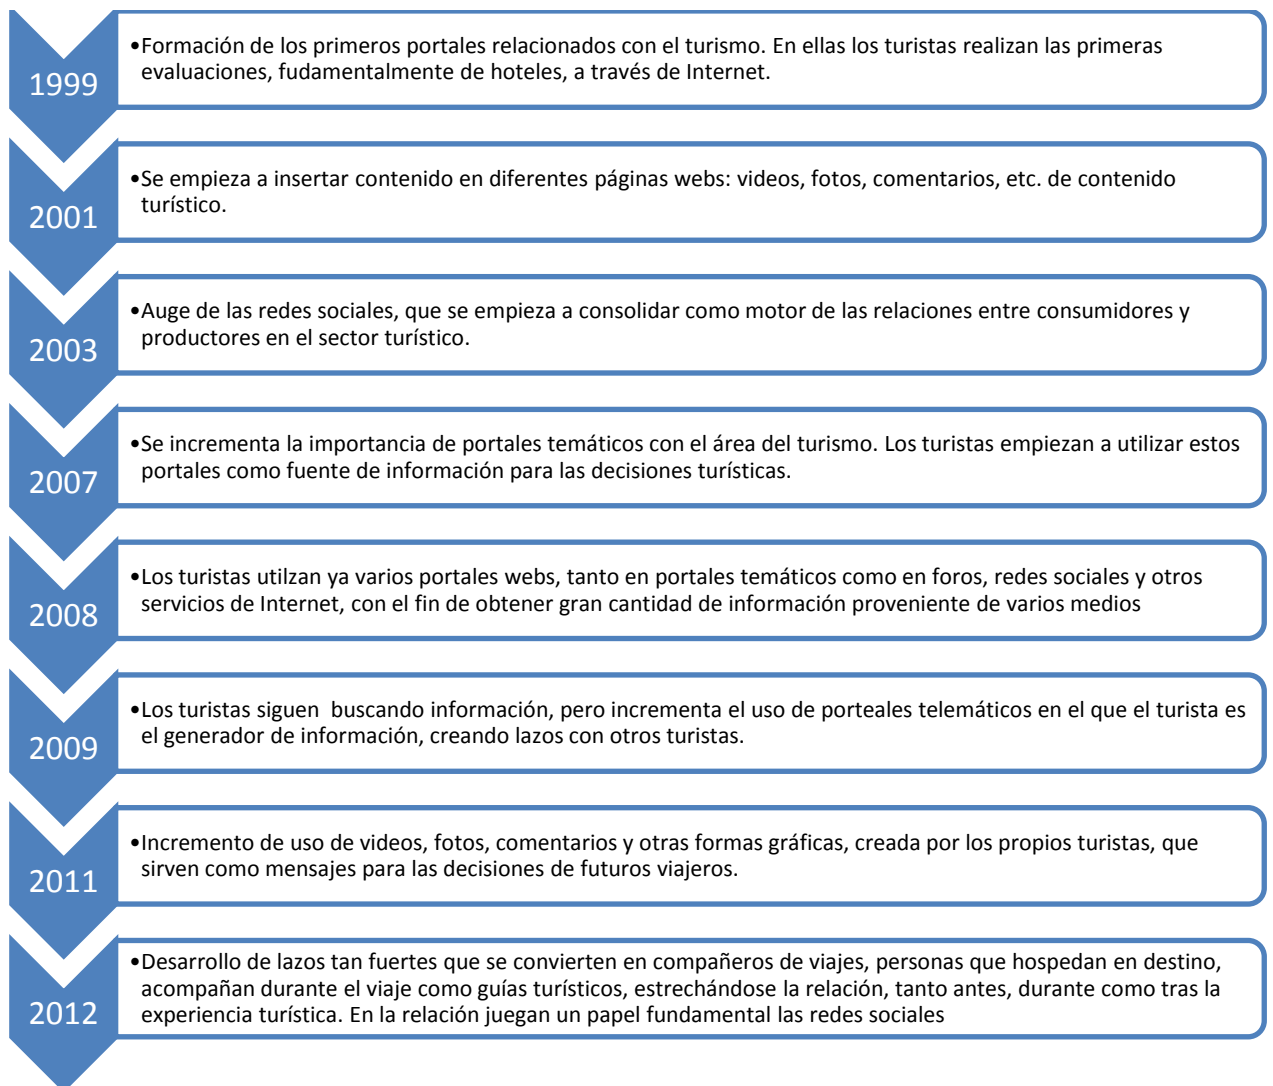 1999
•Formación de los primeros portales relacionados con el turismo. En ellas los turistas realizan las primeras
evaluaciones, fudamentalmente de hoteles, a través de Internet.
2001
•Se empieza a insertar contenido en diferentes páginas webs: videos, fotos, comentarios, etc. de contenido
turístico.
2003
•Auge de las redes sociales, que se empieza a consolidar como motor de las relaciones entre consumidores y
productores en el sector turístico.
2007
•Se incrementa la importancia de portales temáticos con el área del turismo. Los turistas empiezan a utilizar estos
portales como fuente de información para las decisiones turísticas.
2008
•Los turistas utilzan ya varios portales webs, tanto en portales temáticos como en foros, redes sociales y otros
servicios de Internet, con el fin de obtener gran cantidad de información proveniente de varios medios
2009
•Los turistas siguen  buscando información, pero incrementa el uso de porteales telemáticos en el que el turista es
el generador de información, creando lazos con otros turistas.
2011
•Incremento de uso de videos, fotos, comentarios y otras formas gráficas, creada por los propios turistas, que
sirven como mensajes para las decisiones de futuros viajeros.
2012
•Desarrollo de lazos tan fuertes que se convierten en compañeros de viajes, personas que hospedan en destino,
acompañan durante el viaje como guías turísticos, estrechándose la relación, tanto antes, durante como tras la
experiencia turística. En la relación juegan un papel fundamental las redes sociales